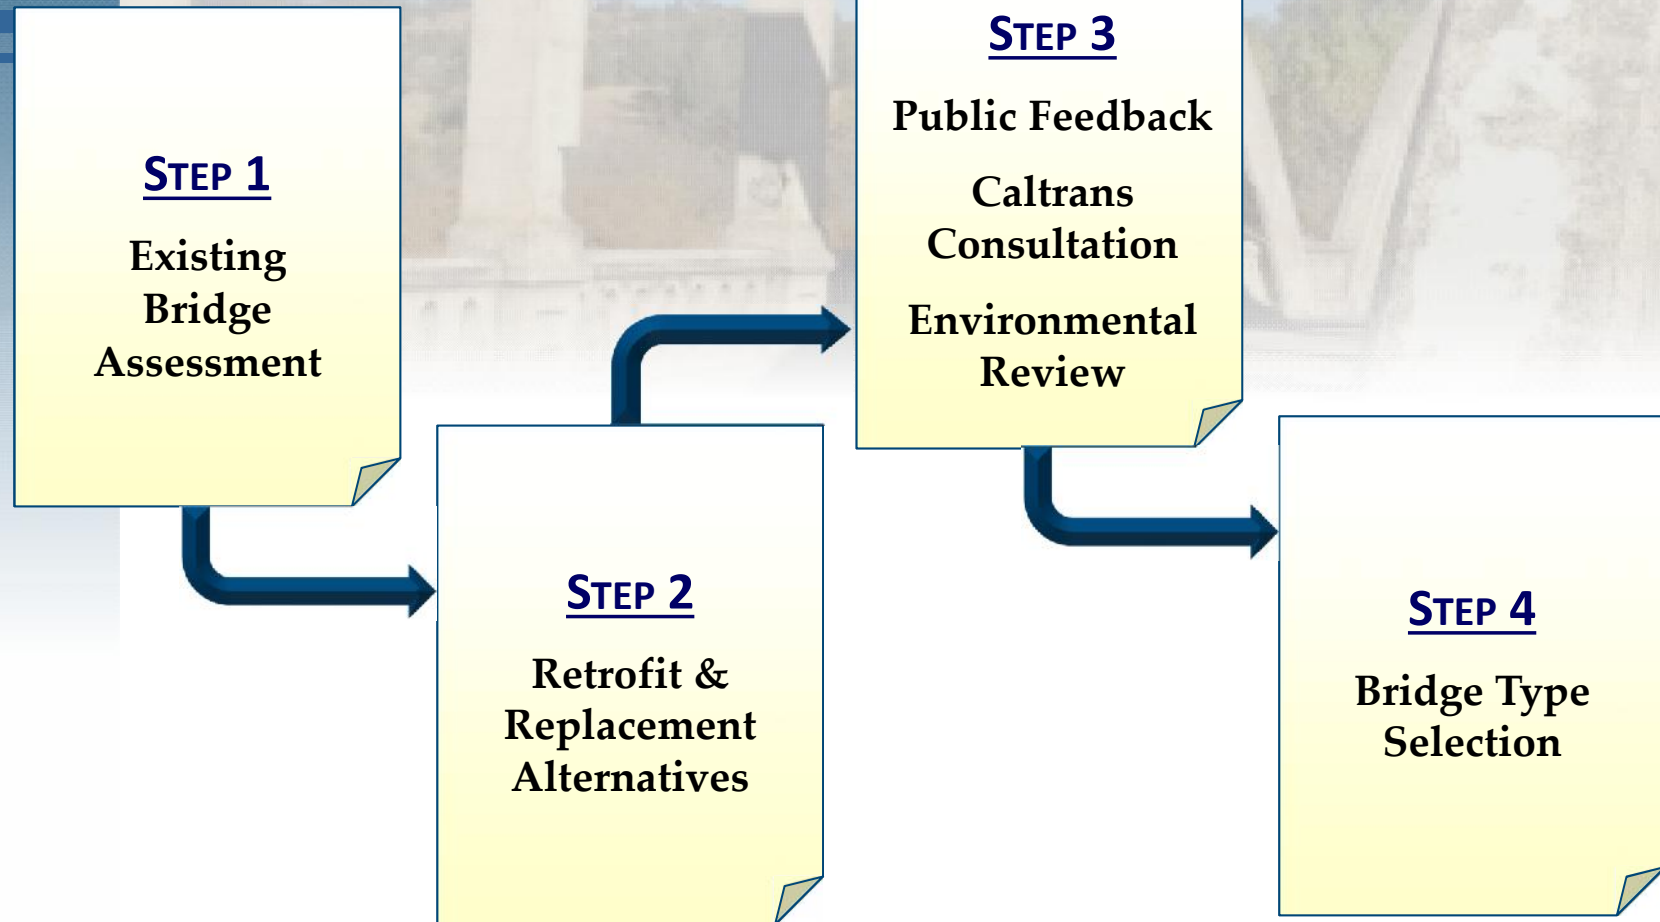 STEP 1
Existing
Bridge
Assessment
STEP 2
Retrofit &
Replacement
Alternatives
STEP 3
Public Feedback
Caltrans
Consultation
Environmental
Review
STEP 4
Bridge Type
Selection